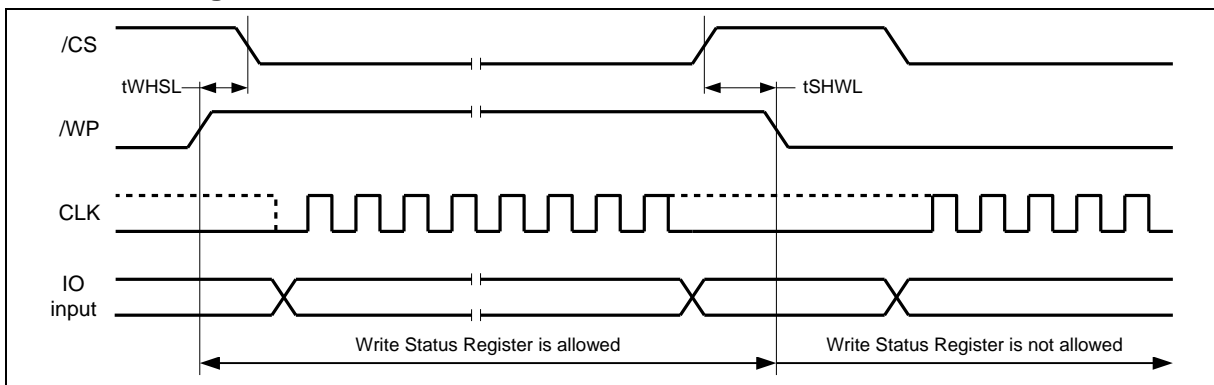 /CS
tWHSL
tSHWL
/WP
CLK
IO
input
Write Status Register is allowed
Write Status Register is not allowed